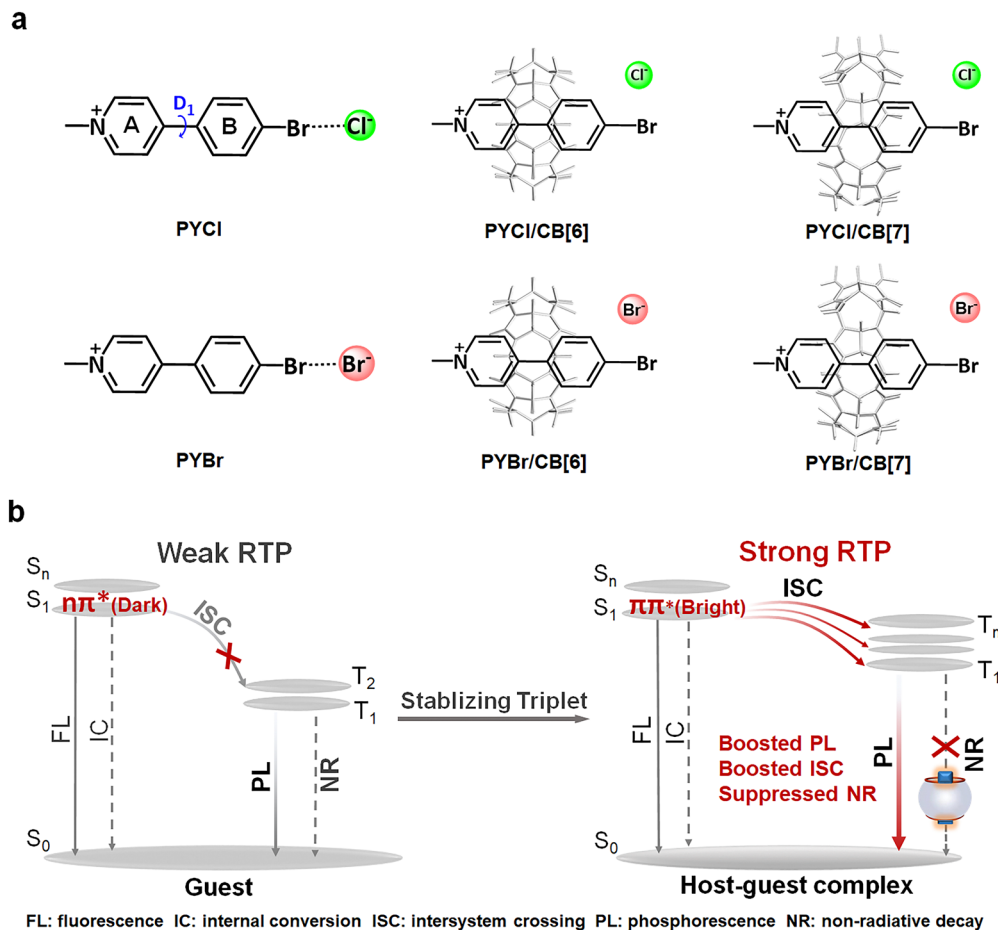 a
D1
N+ A B Br Cl-
PYCl
Cl-
N+ Br
PYCl/CB[6]
Cl-
N+ Br
PYCl/CB[7]
N+ Br Br-
PYBr
Br-
N+ Br
PYBr/CB[6]
Br-
N+ Br
PYBr/CB[7]
b
Weak RTP
Sn
S1 nπ*(Dark)
ISC
T2
T1
FL IC PL NR
S0
Guest
Stablizing Triplet
Strong RTP
Sn ISC
S1 ππ*(Bright)
Tn
T1
FL IC PL NR
Boosted PL
Boosted ISC
Suppressed NR
S0
Host-guest complex
FL: fluorescence IC: internal conversion ISC: intersystem crossing PL: phosphorescence NR: non-radiative decay